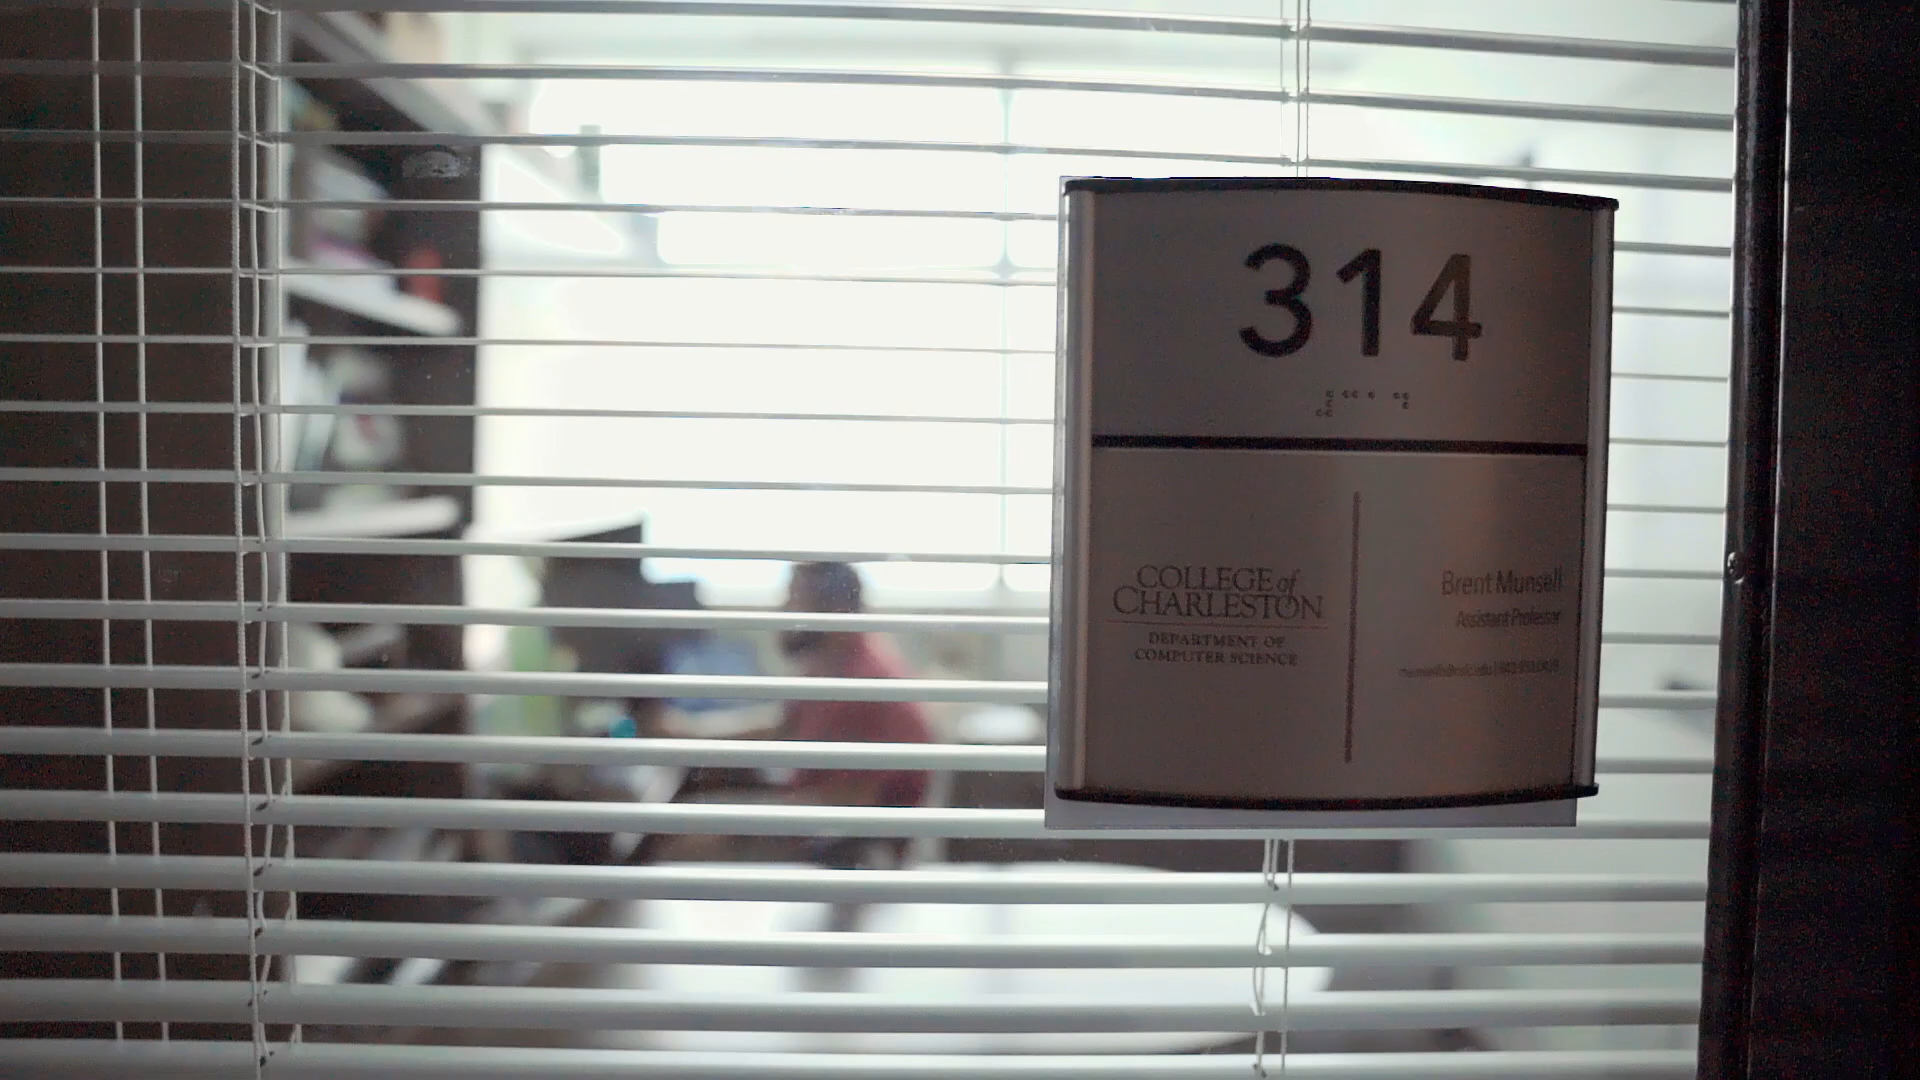 314
COLLEGE of
CHARLESTON
DEPARTMENT OF
COMPUTER SCIENCE
Brent Munsell
Assistant Professor